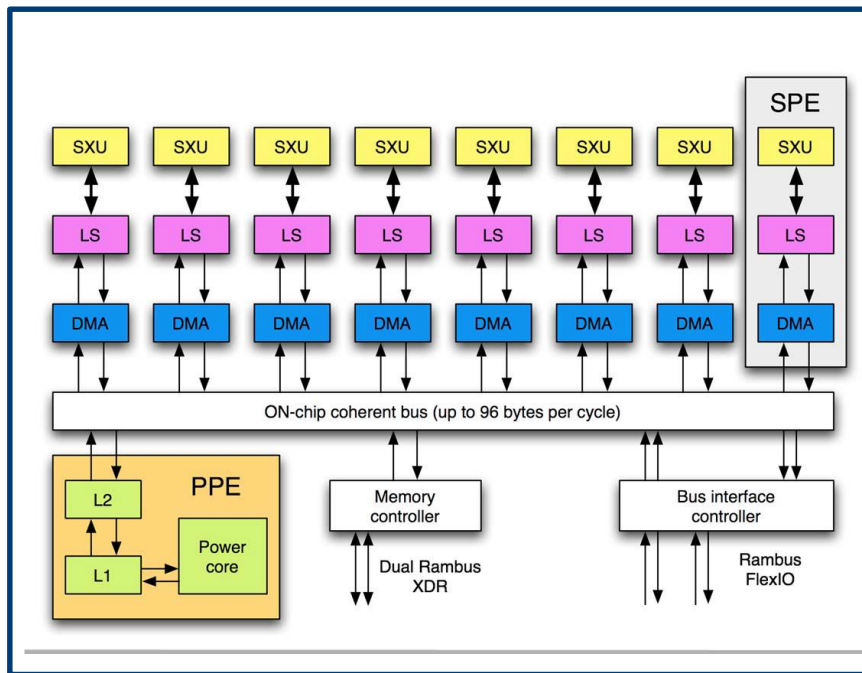 SPE
SXU SXU SXU SXU SXU SXU SXU SXU
LS LS LS LS LS LS LS LS
DMA DMA DMA DMA DMA DMA DMA DMA
ON-chip coherent bus (up to 96 bytes per cycle)
PPE
L2
L1
Power
core
Memory
controller
Dual Rambus
XDR
Bus interface
controller
Rambus
FlexIO